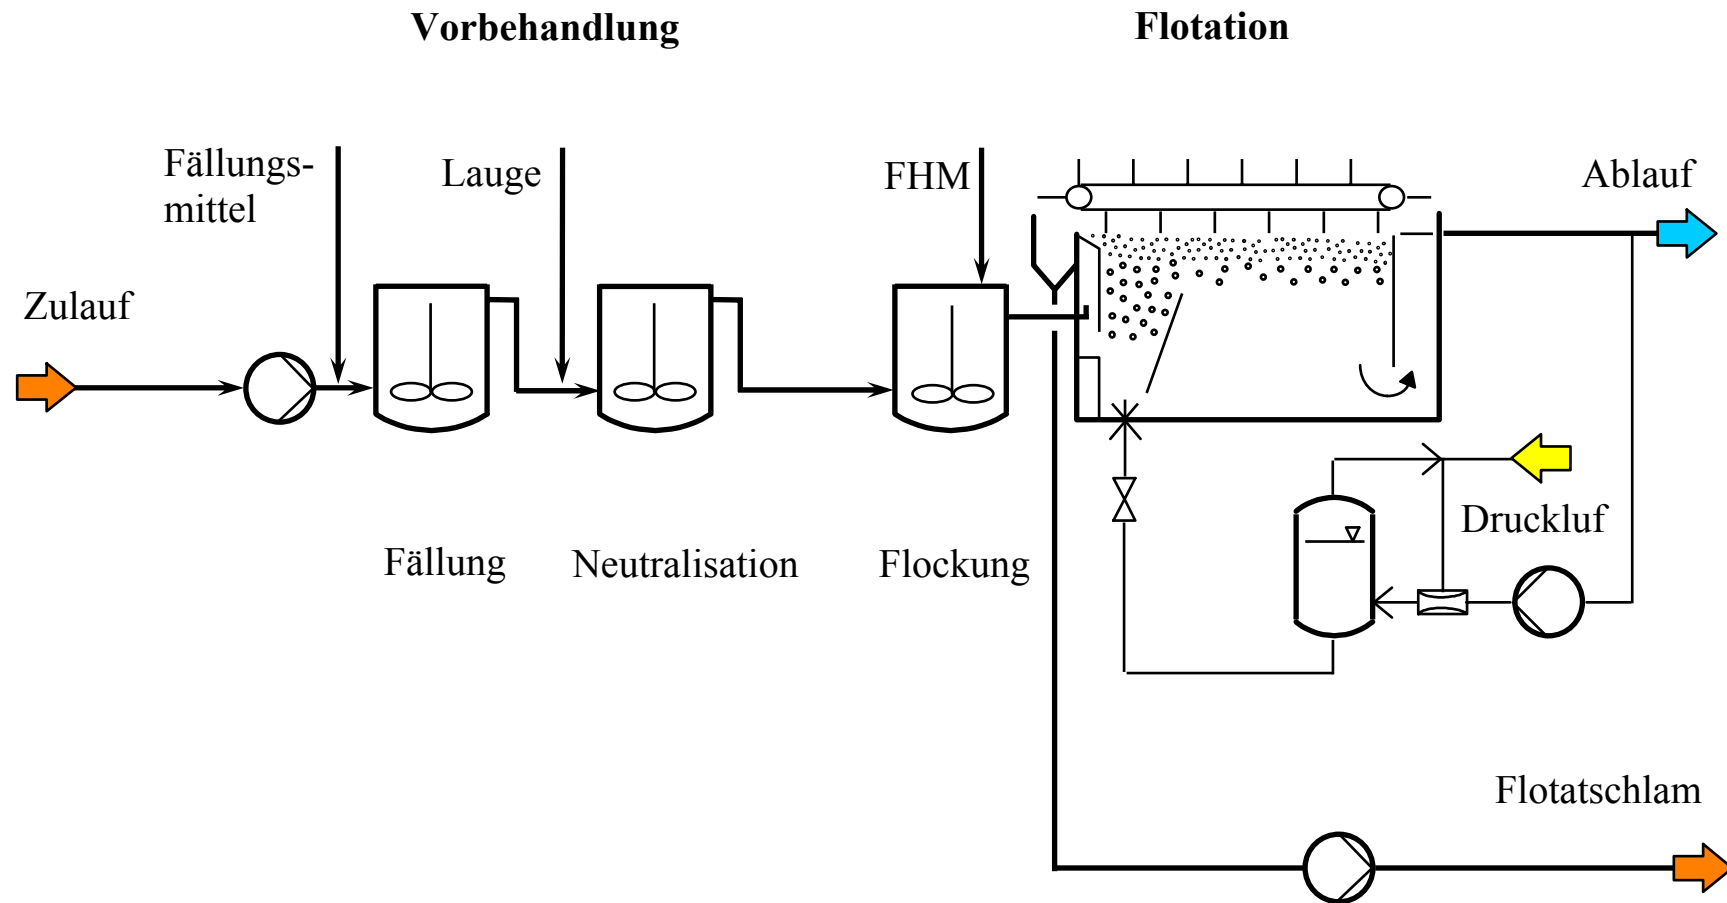 Vorbehandlung
Flotation
Fällungs-
mittel
Lauge
FHM
Ablauf
Zulauf
Druckluf
Fällung
Neutralisation
Flockung
Flotatschlam